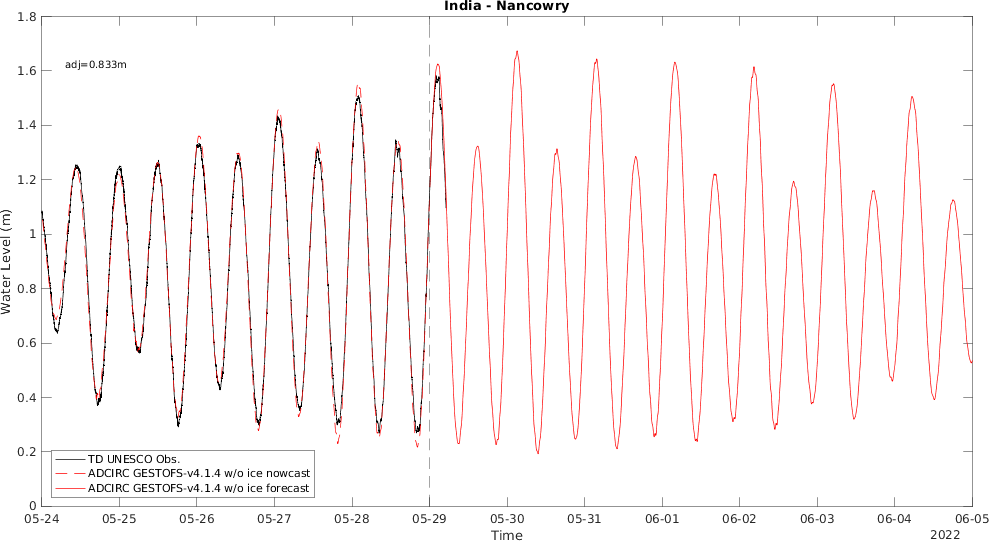 India - Nancowry
adj=0.833m
Water Level (m)
1.8
1.6
1.4
1.2
1
0.8
0.6
0.4
0.2
0
TD UNESCO Obs.
ADCIRC GESTOFS-v4.1.4 w/o ice nowcast
ADCIRC GESTOFS-v4.1.4 w/o ice forecast
05-24 05-25 05-26 05-27 05-28 05-29 05-30 05-31 06-01 06-02 06-03 06-04 06-05
Time
2022